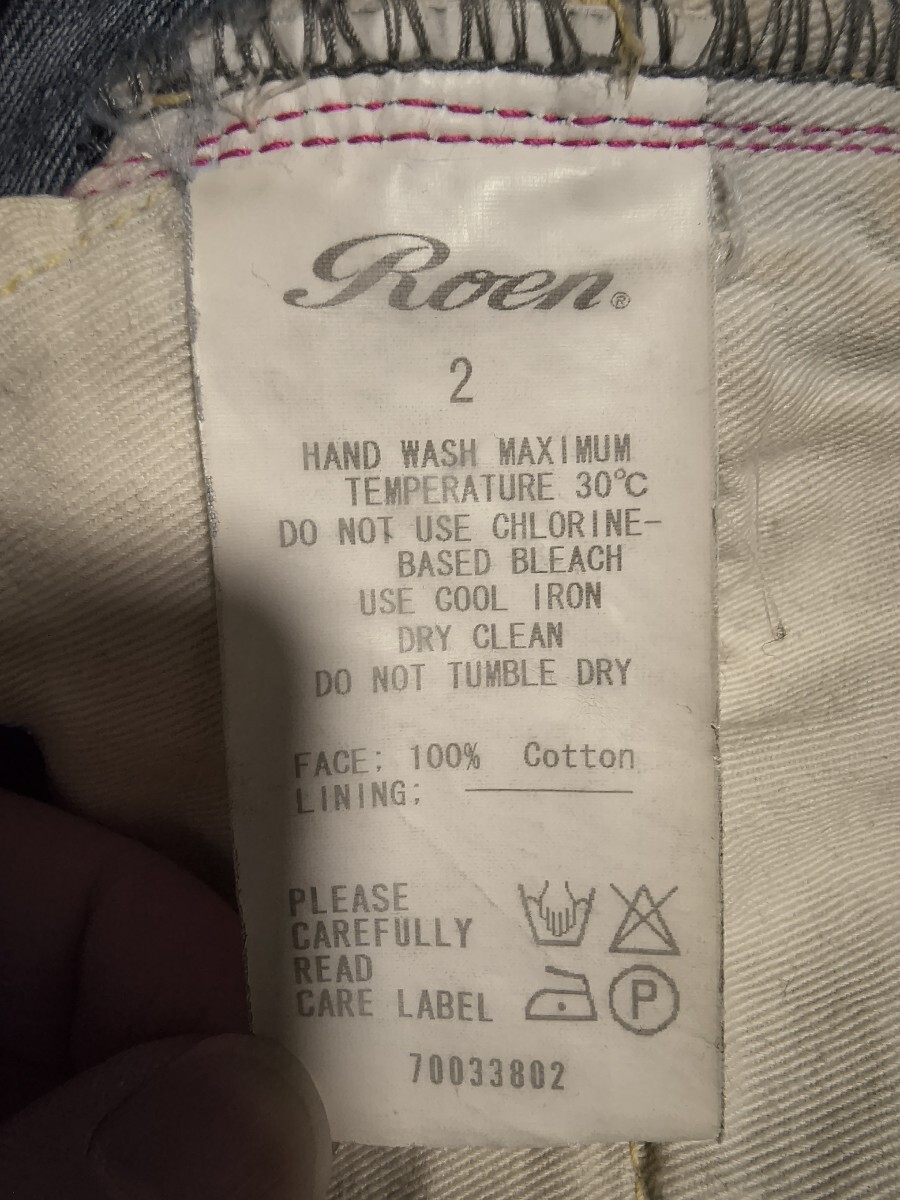 Roen®
2
HAND WASH MAXIMUM
TEMPERATURE 30℃
DO NOT USE CHLORINE-
BASED BLEACH
USE COOL IRON
DRY CLEAN
DO NOT TUMBLE DRY
FACE; 100% Cotton
LINING;
PLEASE
CAREFULLY
READ
CARE LABEL
P
70033802